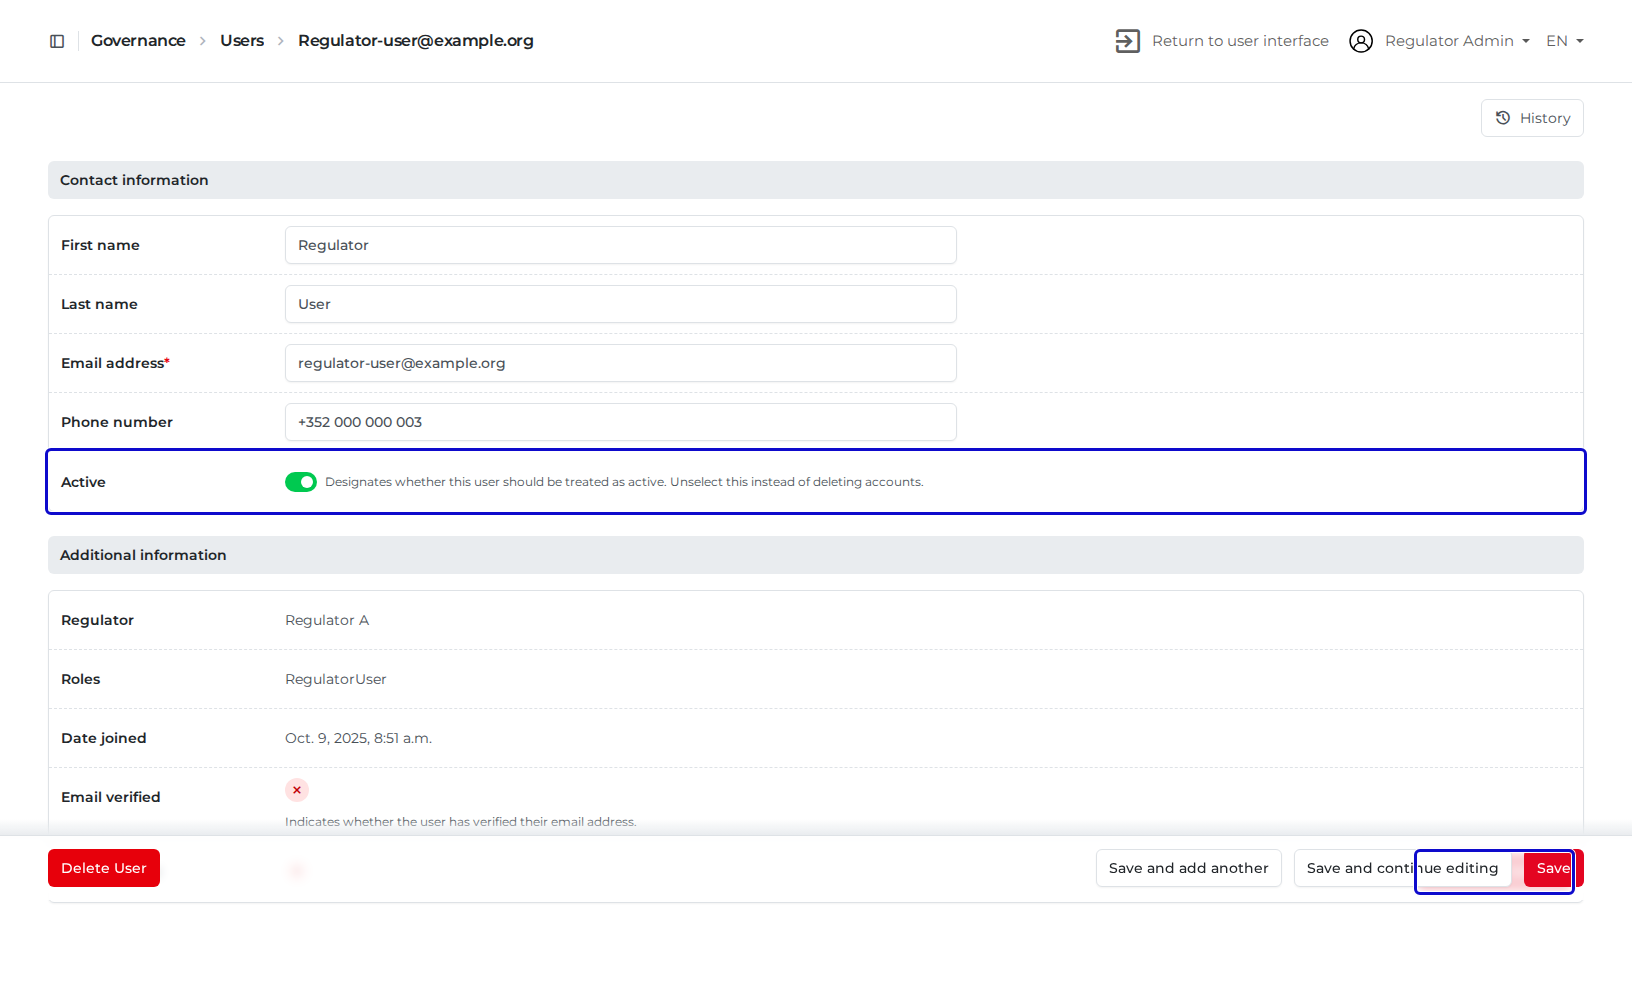 Governance > Users > Regulator-user@example.org
Return to user interface
Regulator Admin
EN
History
Contact information
First name
Regulator
Last name
User
Email address*
regulator-user@example.org
Phone number
+352 000 000 003
Active
Designates whether this user should be treated as active. Unselect this instead of deleting accounts.
Additional information
Regulator
Regulator A
Roles
RegulatorUser
Date joined
Oct. 9, 2025, 8:51 a.m.
Email verified
Indicates whether the user has verified their email address.
Delete User
Save and add another
Save and continue editing
Save